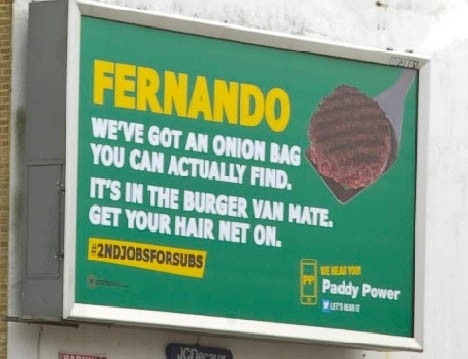 FERNANDO
WE'VE GOT AN ONION BAG
YOU CAN ACTUALLY FIND.
IT'S IN THE BURGER VAN MATE.
GET YOUR HAIR NET ON.
#2NDJOBSFORSUBS
PP
WE HEAR YOU
Paddy Power
LET'S HEAR IT
JCDecaux